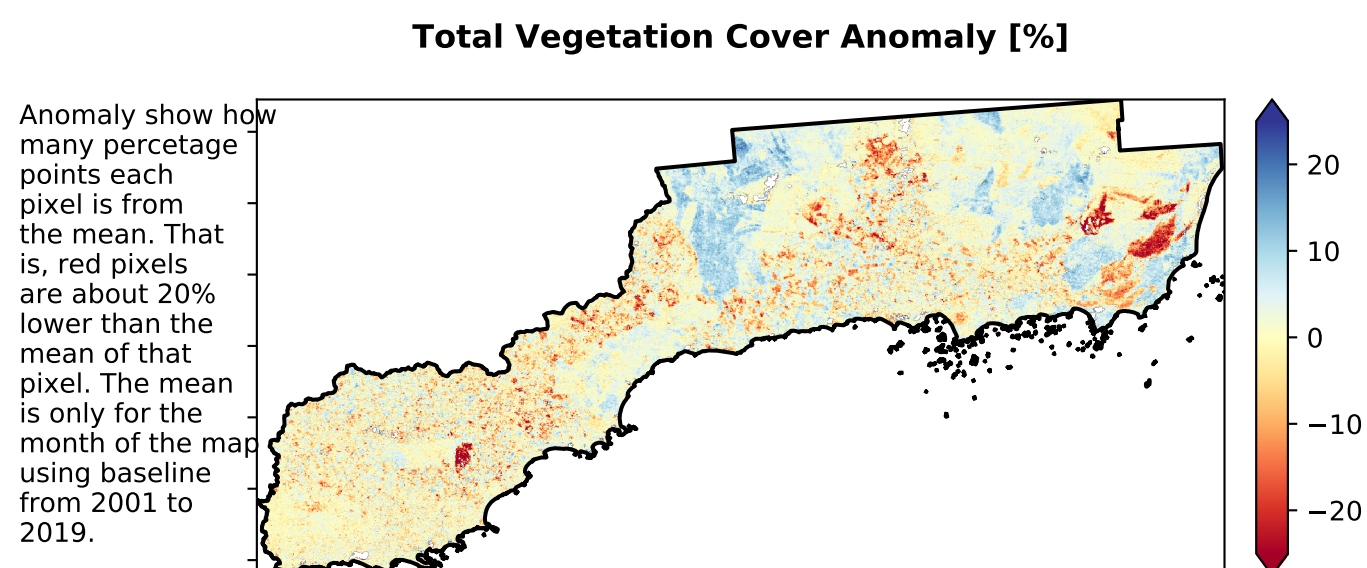 Total Vegetation Cover Anomaly [%]
Anomaly show how
many percetage
points each
pixel is from
the mean. That
is, red pixels
are about 20%
lower than the
mean of that
pixel. The mean
is only for the
month of the map
using baseline
from 2001 to
2019.
20
10
0
−10
−20